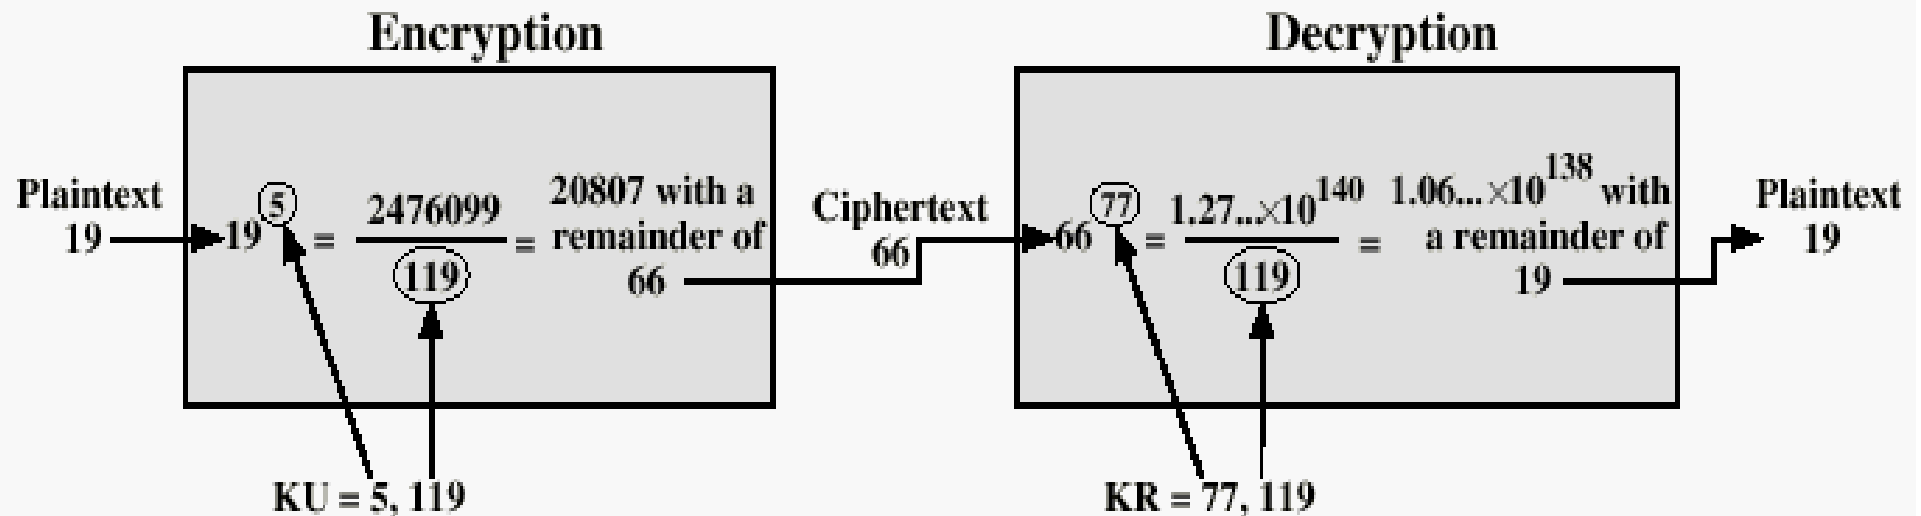 Encryption
Decryption
Plaintext
19
19^5 = 2476099 / 119 = 20807 with a
remainder of
66
Ciphertext
66
66^77 = 1.27...×10^140 / 119 = 1.06...×10^138 with
a remainder of
19
Plaintext
19
KU = 5, 119
KR = 77, 119